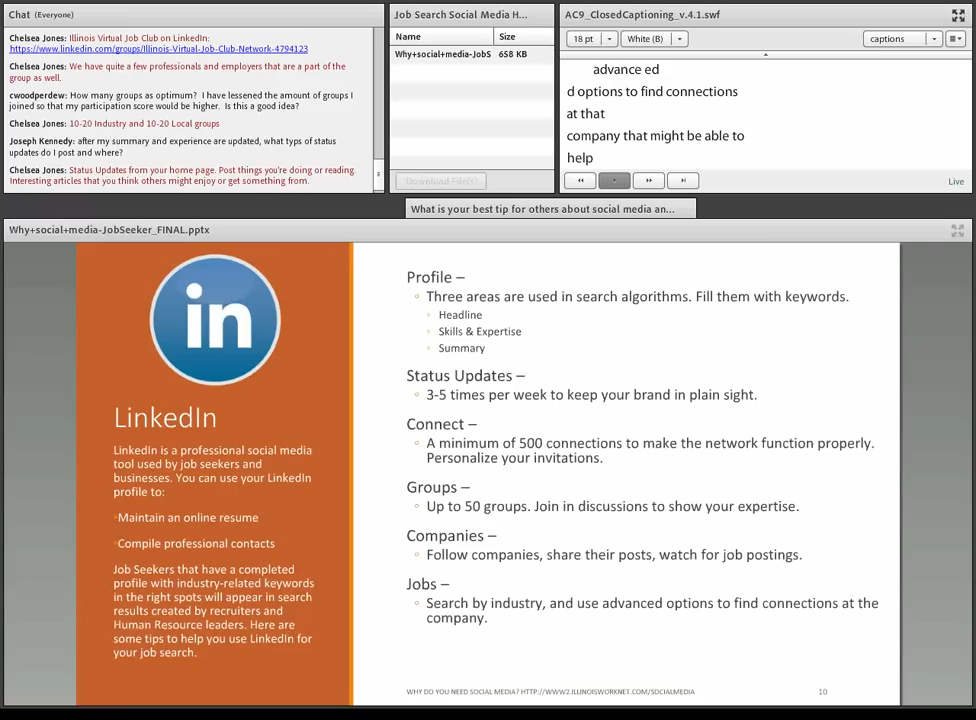 Chat (Everyone)
Chelsea Jones: Illinois Virtual Job Club on LinkedIn:
https://www.linkedin.com/groups/Illinois-Virtual-Job-Club-Network-4794123
Chelsea Jones: We have quite a few professionals and employers that are a part of the
group as well.
cwoodperdew: How many groups as optimum? I have lessened the amount of groups I
joined so that my participation score would be higher. Is this a good idea?
Chelsea Jones: 10-20 Industry and 10-20 Local groups
Joseph Kennedy: after my summary and experience are updated, what typs of status
updates do I post and where?
Chelsea Jones: Status Updates from your home page. Post things you're doing or reading.
Interesting articles that you think others might enjoy or get something from.
Job Search Social Media H...
Name Size
Why+social+media-JobS 658 KB
Download File(s)
AC9_ClosedCaptioning_v.4.1.swf
18 pt White (B) captions
advance ed
d options to find connections
at that
company that might be able to
help
Live
What is your best tip for others about social media an...
Why+social+media-JobSeeker_FINAL.pptx
in
LinkedIn
LinkedIn is a professional social media
tool used by job seekers and
businesses. You can use your LinkedIn
profile to:
Maintain an online resume
Compile professional contacts
Job Seekers that have a completed
profile with industry-related keywords
in the right spots will appear in search
results created by recruiters and
Human Resource leaders. Here are
some tips to help you use LinkedIn for
your job search.
Profile –
Three areas are used in search algorithms. Fill them with keywords.
Headline
Skills & Expertise
Summary
Status Updates –
3-5 times per week to keep your brand in plain sight.
Connect –
A minimum of 500 connections to make the network function properly.
Personalize your invitations.
Groups –
Up to 50 groups. Join in discussions to show your expertise.
Companies –
Follow companies, share their posts, watch for job postings.
Jobs –
Search by industry, and use advanced options to find connections at the
company.
WHY DO YOU NEED SOCIAL MEDIA? HTTP://WWW2.ILLINOISWORKNET.COM/SOCIALMEDIA 10